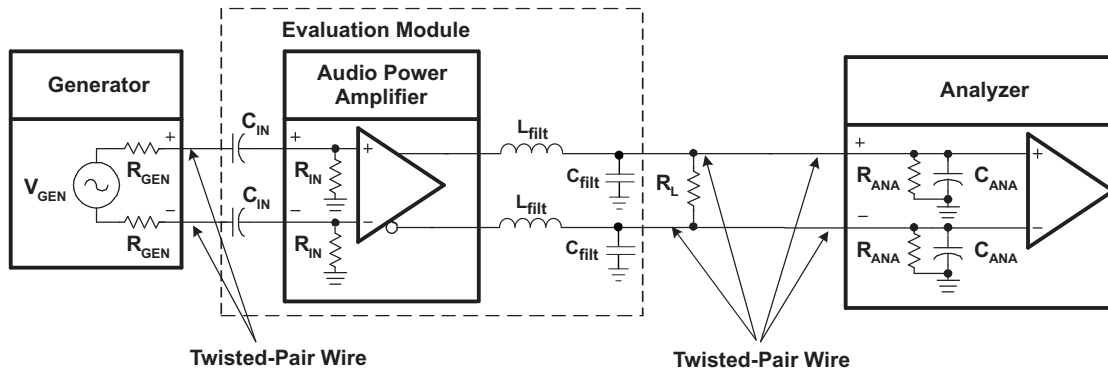 Evaluation Module
Generator
Audio Power
Amplifier
Analyzer
C_IN
L_filt
+
+
+
+
+
R_GEN
R_IN
C_filt
R_L
R_ANA
C_ANA
V_GEN
−
C_IN
−
−
L_filt
−
−
R_GEN
R_IN
C_filt
R_ANA
C_ANA
Twisted-Pair Wire
Twisted-Pair Wire